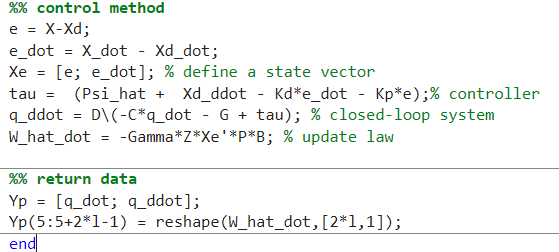 %% control method
e = X-Xd;
e_dot = X_dot - Xd_dot;
Xe = [e; e_dot]; % define a state vector
tau =  (Psi_hat +  Xd_ddot - Kd*e_dot - Kp*e);% controller
q_ddot = D\(-C*q_dot - G + tau); % closed-loop system
W_hat_dot = -Gamma*Z*Xe'*P*B; % update law
%% return data
Yp = [q_dot; q_ddot];
Yp(5:5+2*l-1) = reshape(W_hat_dot,[2*l,1]);
end